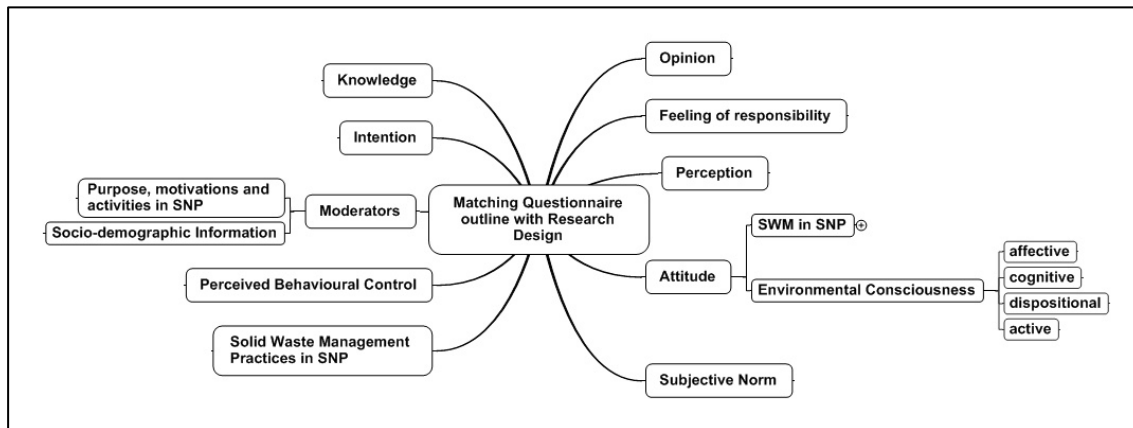 Knowledge
Intention
Purpose, motivations and
activities in SNP
Socio-demographic Information
Moderators
Perceived Behavioural Control
Solid Waste Management
Practices in SNP
Matching Questionnaire
outline with Research
Design
Opinion
Feeling of responsibility
Perception
Attitude
SWM in SNP
Environmental Consciousness
affective
cognitive
dispositional
active
Subjective Norm